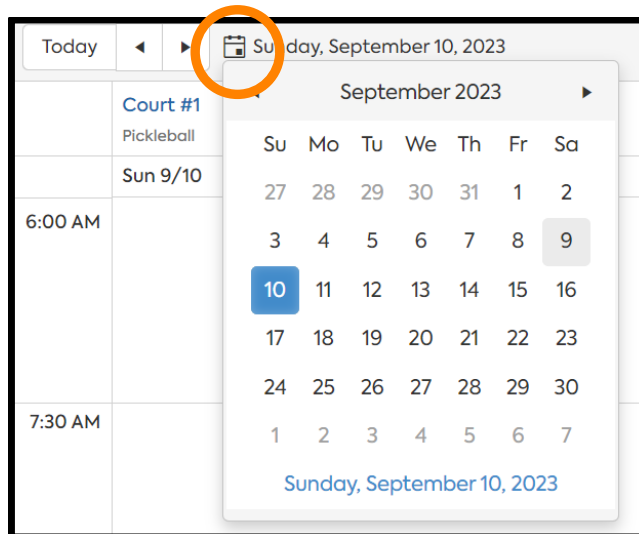 Today ◀ ▶ Sunday, September 10, 2023
September 2023 ▶
Court #1
Pickleball
Su Mo Tu We Th Fr Sa
Sun 9/10
27 28 29 30 31 1 2
6:00 AM
3 4 5 6 7 8 9
10 11 12 13 14 15 16
17 18 19 20 21 22 23
24 25 26 27 28 29 30
7:30 AM
1 2 3 4 5 6 7
Sunday, September 10, 2023